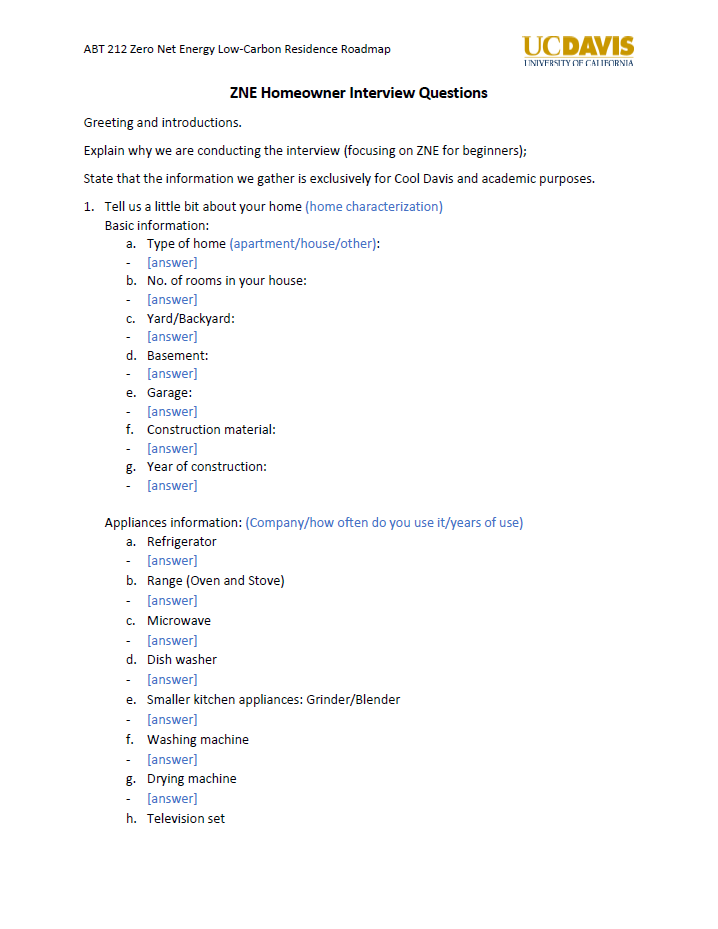 ABT 212 Zero Net Energy Low-Carbon Residence Roadmap
UCDAVIS
UNIVERSITY OF CALIFORNIA
ZNE Homeowner Interview Questions
Greeting and introductions.
Explain why we are conducting the interview (focusing on ZNE for beginners);
State that the information we gather is exclusively for Cool Davis and academic purposes.
1. Tell us a little bit about your home (home characterization)
Basic information:
a. Type of home (apartment/house/other):
- [answer]
b. No. of rooms in your house:
- [answer]
c. Yard/Backyard:
- [answer]
d. Basement:
- [answer]
e. Garage:
- [answer]
f. Construction material:
- [answer]
g. Year of construction:
- [answer]
Appliances information: (Company/how often do you use it/years of use)
a. Refrigerator
- [answer]
b. Range (Oven and Stove)
- [answer]
c. Microwave
- [answer]
d. Dish washer
- [answer]
e. Smaller kitchen appliances: Grinder/Blender
- [answer]
f. Washing machine
- [answer]
g. Drying machine
- [answer]
h. Television set